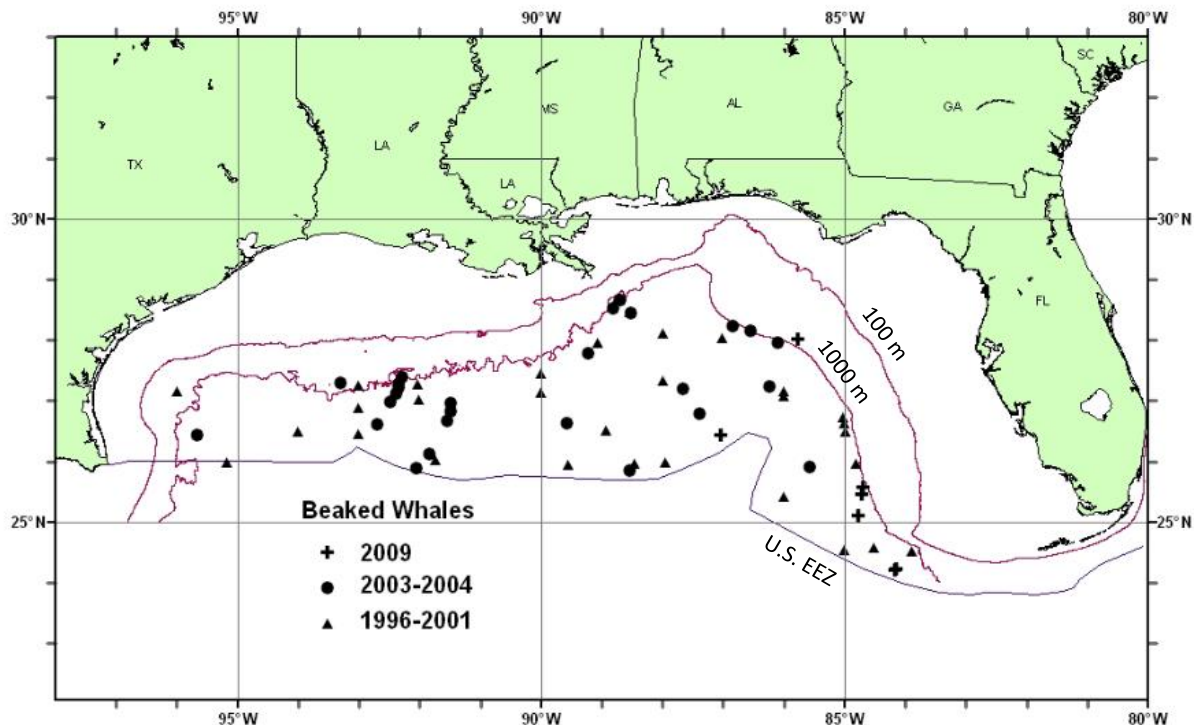 95°W 90°W 85°W 80°W
SC
MS AL GA
TX LA
LA
30°N 30°N
FL
100 m
1000 m
25°N 25°N
U.S. EEZ
Beaked Whales
2009
2003-2004
1996-2001
95°W 90°W 85°W 80°W